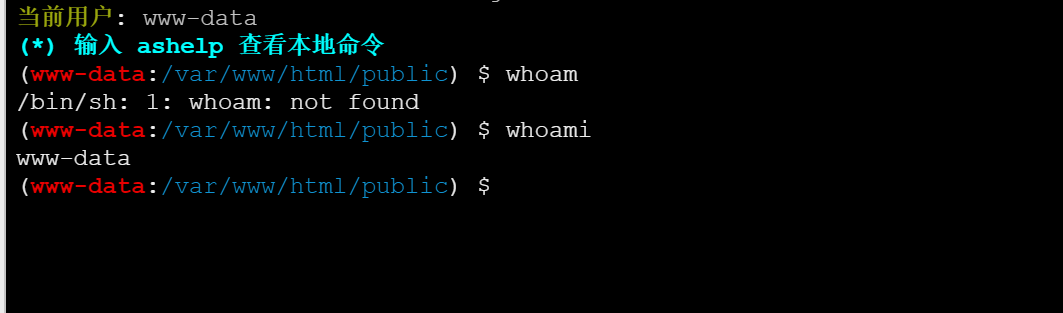 当前用户: www-data
(*) 输入 ashelp 查看本地命令
(www-data:/var/www/html/public) $ whoam
/bin/sh: 1: whoam: not found
(www-data:/var/www/html/public) $ whoami
www-data
(www-data:/var/www/html/public) $